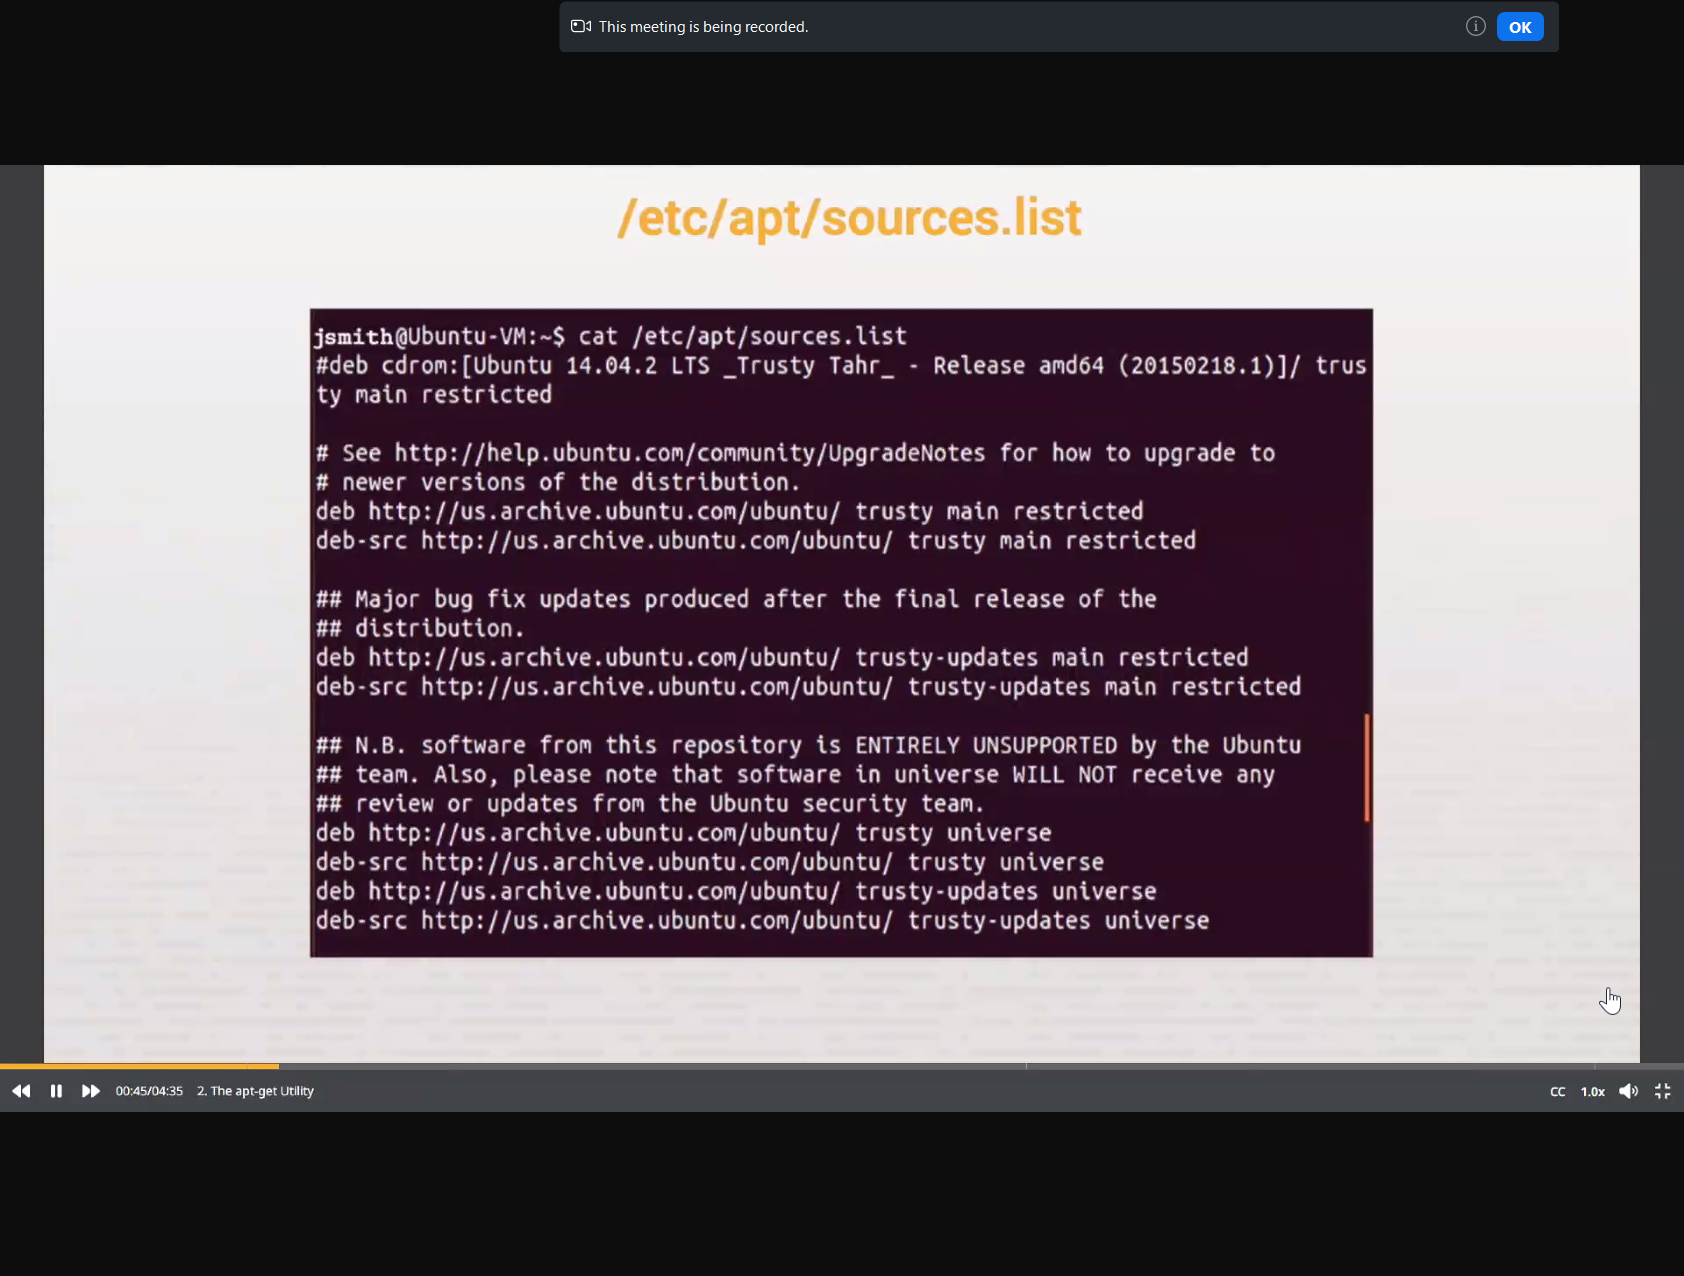 This meeting is being recorded.
OK
/etc/apt/sources.list
jsmith@Ubuntu-VM:~$ cat /etc/apt/sources.list
#deb cdrom:[Ubuntu 14.04.2 LTS _Trusty Tahr_ - Release amd64 (20150218.1)]/ trus
ty main restricted
# See http://help.ubuntu.com/community/UpgradeNotes for how to upgrade to
# newer versions of the distribution.
deb http://us.archive.ubuntu.com/ubuntu/ trusty main restricted
deb-src http://us.archive.ubuntu.com/ubuntu/ trusty main restricted
## Major bug fix updates produced after the final release of the
## distribution.
deb http://us.archive.ubuntu.com/ubuntu/ trusty-updates main restricted
deb-src http://us.archive.ubuntu.com/ubuntu/ trusty-updates main restricted
## N.B. software from this repository is ENTIRELY UNSUPPORTED by the Ubuntu
## team. Also, please note that software in universe WILL NOT receive any
## review or updates from the Ubuntu security team.
deb http://us.archive.ubuntu.com/ubuntu/ trusty universe
deb-src http://us.archive.ubuntu.com/ubuntu/ trusty universe
deb http://us.archive.ubuntu.com/ubuntu/ trusty-updates universe
deb-src http://us.archive.ubuntu.com/ubuntu/ trusty-updates universe
00:45/04:35 2. The apt-get Utility
CC 1.0x